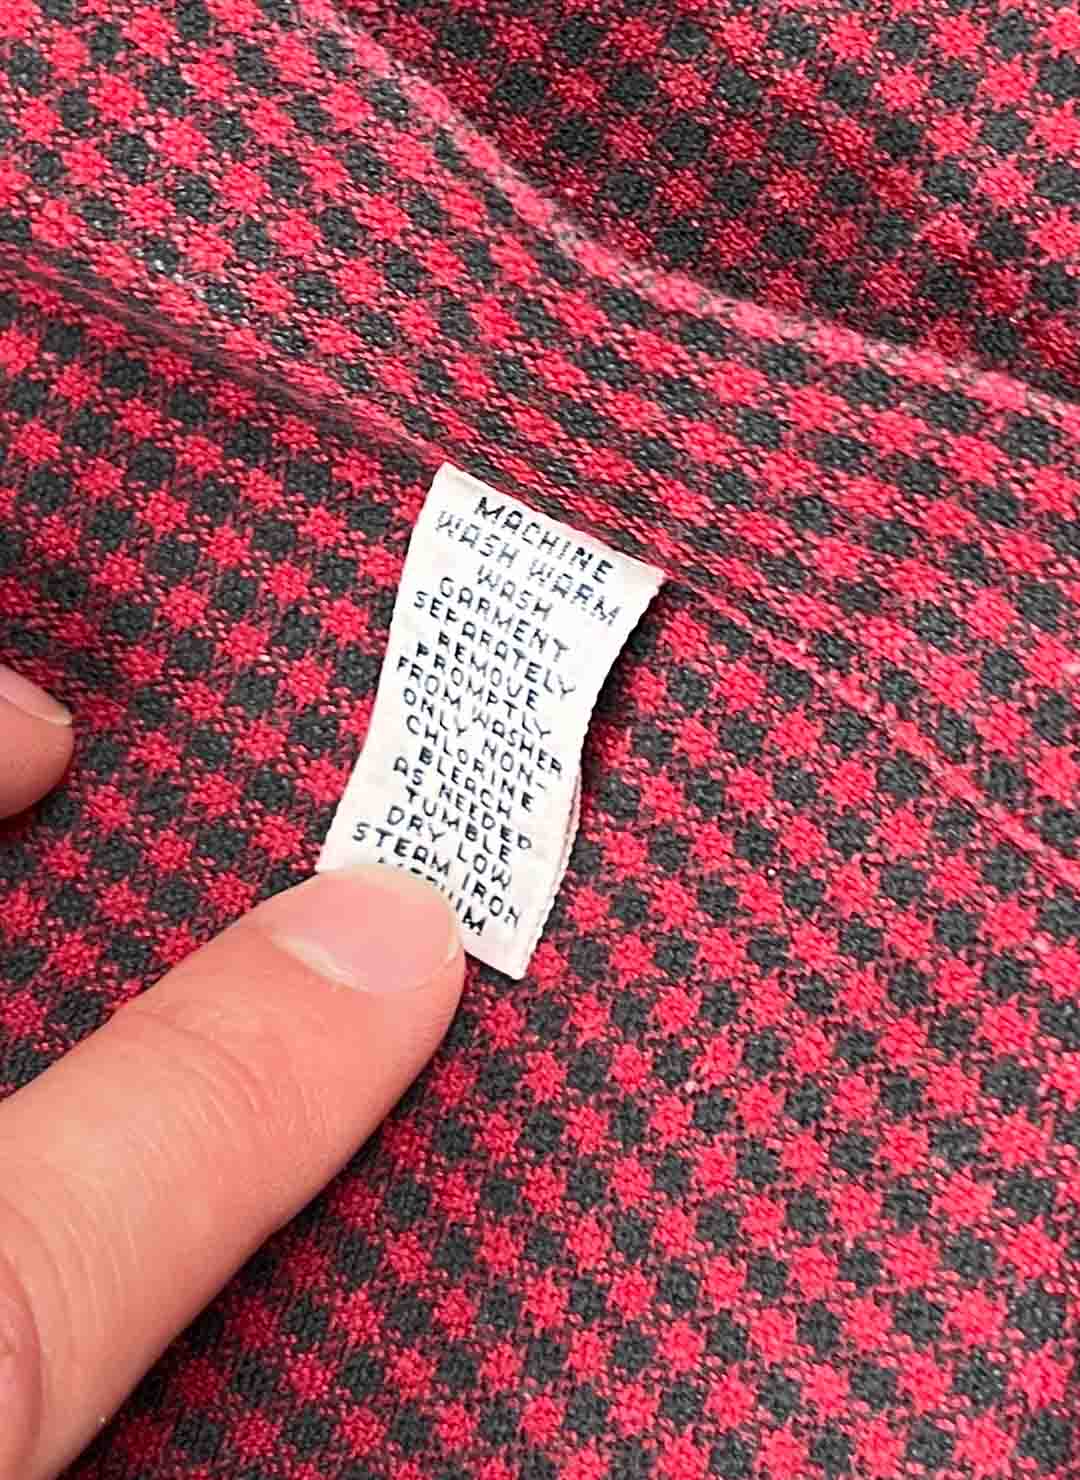 MACHINE
WASH WARM
WASH
GARMENT
SEPARATELY
REMOVE
PROMPTLY
FROM WASHER
ONLY NON-
CHLORINE
BLEACH
AS NEEDED
TUMBLE
DRY LOW
STEAM IRON
MEDIUM